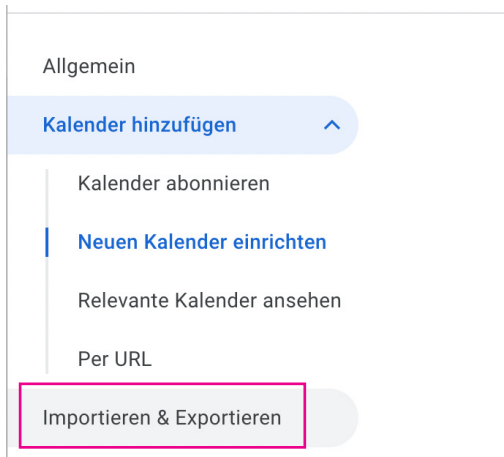 Allgemein
Kalender hinzufügen
Kalender abonnieren
Neuen Kalender einrichten
Relevante Kalender ansehen
Per URL
Importieren & Exportieren